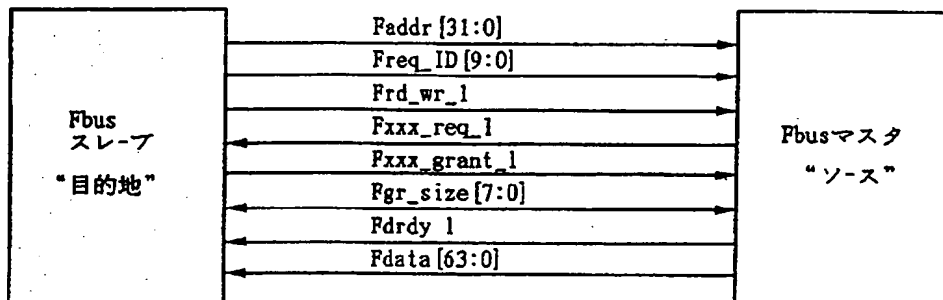 Faddr[31:0]
Freq_ID[9:0]
Frd_wr_l
Fxxx_req_l
Fxxx_grant_l
Fgr_size[7:0]
Fdrdy l
Fdata[63:0]
Fbus
スレーブ
“目的地”
Fbusマスタ
“ソース”